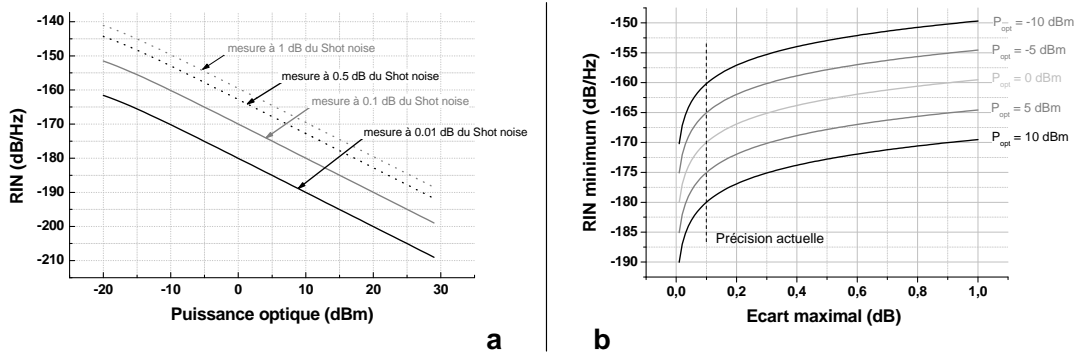 -140
-150
-160
-170
-180
-190
-200
-210
RIN (dB/Hz)
mesure à 1 dB du Shot noise
mesure à 0.5 dB du Shot noise
mesure à 0.1 dB du Shot noise
mesure à 0.01 dB du Shot noise
-20 -10 0 10 20 30
Puissance optique (dBm)
a
-150
-155
-160
-165
-170
-175
-180
-185
-190
RIN minimum (dB/Hz)
P_opt = -10 dBm
P_opt = -5 dBm
P_opt = 0 dBm
P_opt = 5 dBm
P_opt = 10 dBm
Précision actuelle
0,0 0,2 0,4 0,6 0,8 1,0
Ecart maximal (dB)
b